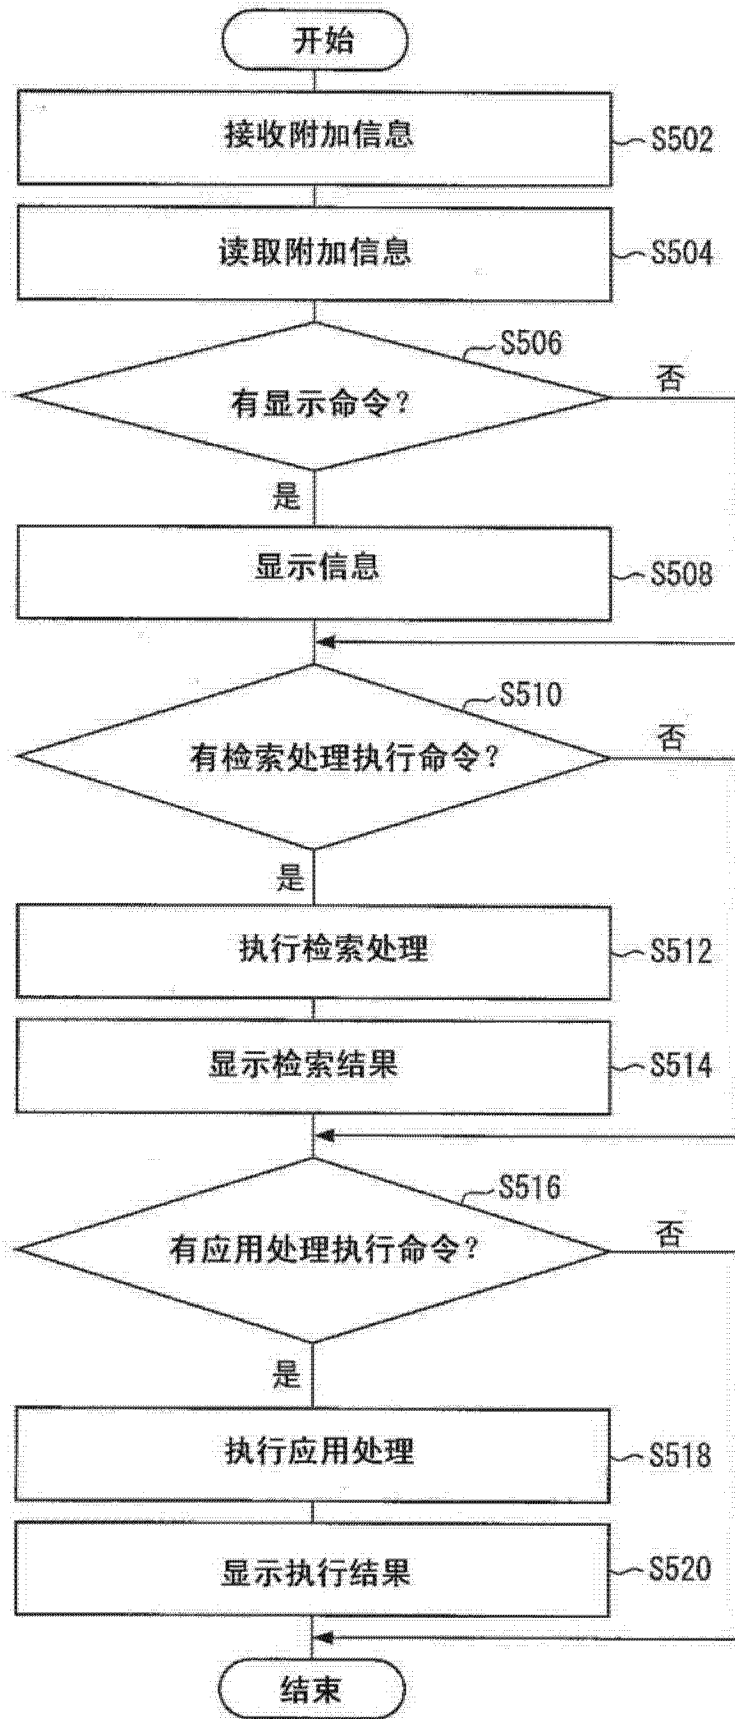 开始
接收附加信息
S502
读取附加信息
S504
S506
有显示命令?
否
是
显示信息
S508
S510
有检索处理执行命令?
否
是
执行检索处理
S512
显示检索结果
S514
S516
有应用处理执行命令?
否
是
执行应用处理
S518
显示执行结果
S520
结束